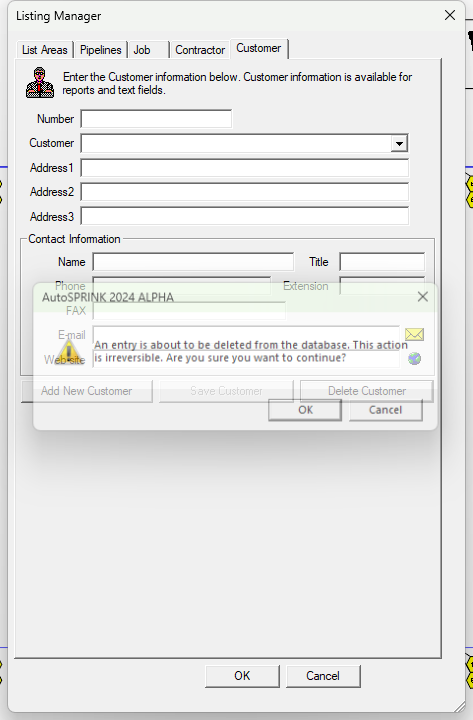 Listing Manager
List Areas
Pipelines
Job
Contractor
Customer
Enter the Customer information below. Customer information is available for
reports and text fields.
Number
Customer
Address1
Address2
Address3
Contact Information
Name
Title
Phone
Extension
AutoSPRINK 2024 ALPHA
FAX
E-mail
An entry is about to be deleted from the database. This action
is irreversible. Are you sure you want to continue?
Web site
Add New Customer
Save Customer
Delete Customer
OK
Cancel
OK
Cancel